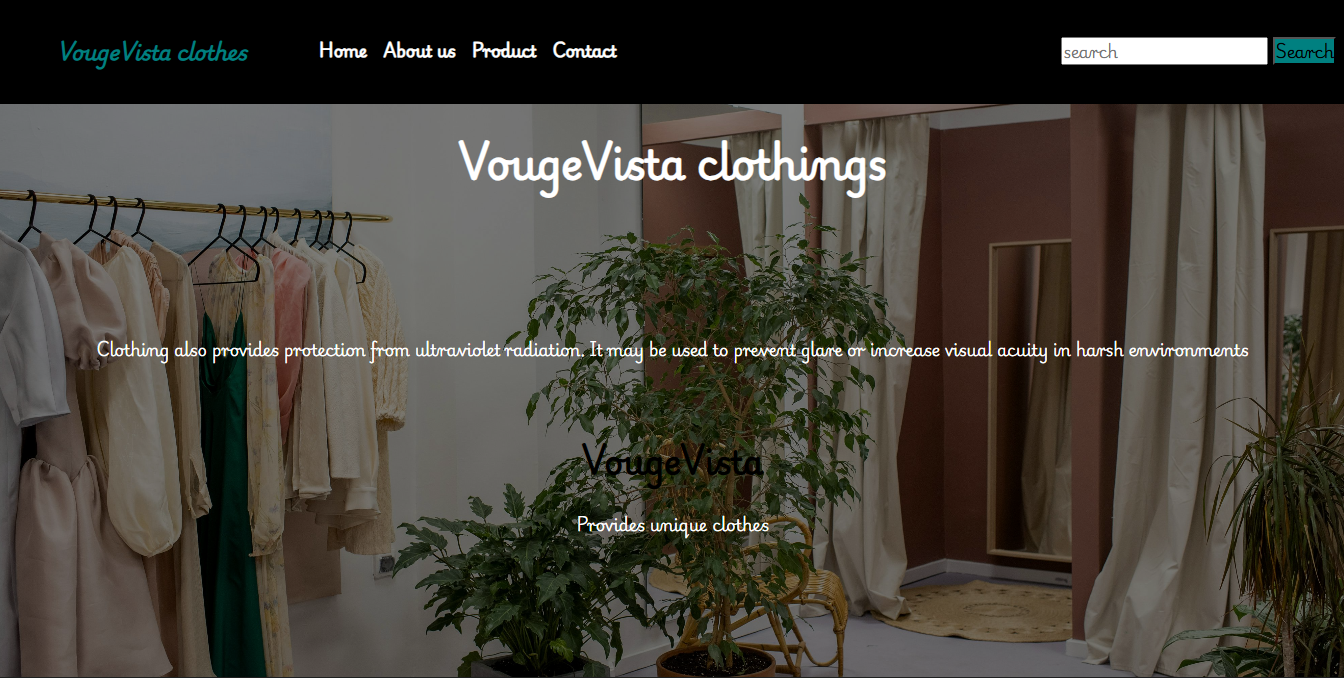 VougeVista clothes
Home About us Product Contact
search Search
VougeVista clothings
Clothing also provides protection from ultraviolet radiation. It may be used to prevent glare or increase visual acuity in harsh environments
VougeVista
Provides unique clothes